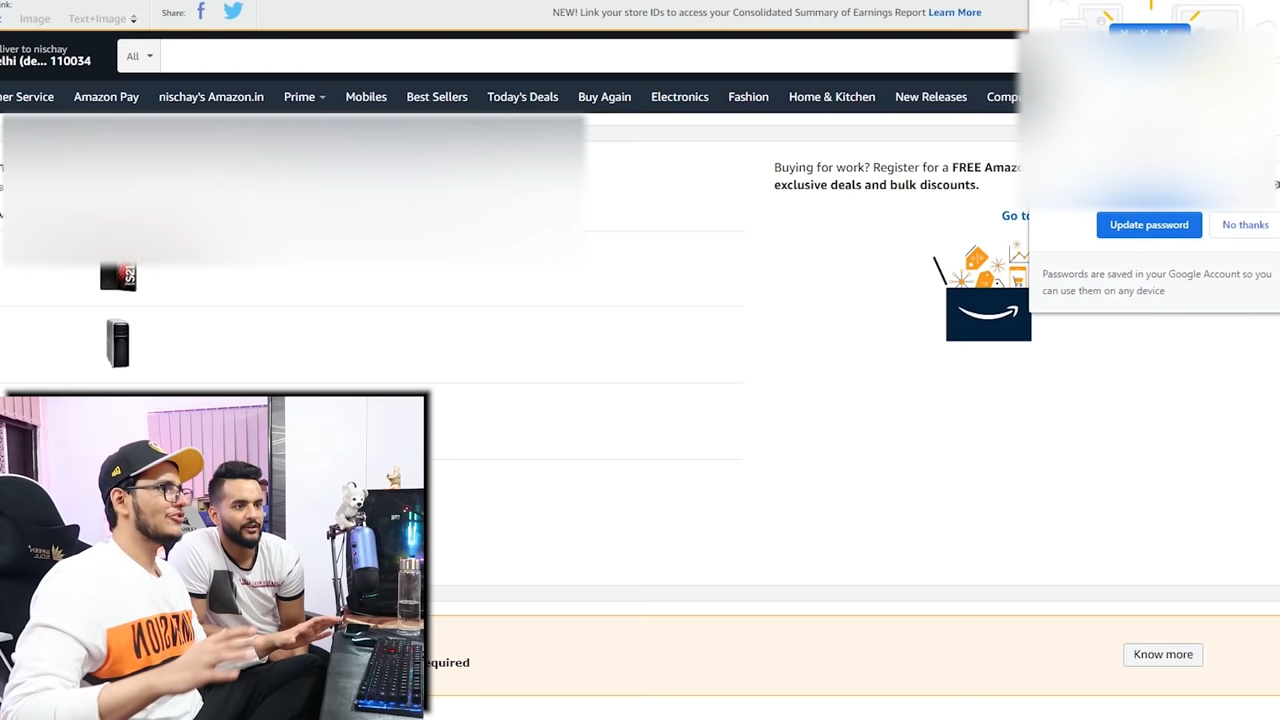 nk:
Image
Text+Image
Share:
NEW! Link your store IDs to access your Consolidated Summary of Earnings Report Learn More
liver to nischay
elhi (de... 110034
All
er Service
Amazon Pay
nischay's Amazon.in
Prime
Mobiles
Best Sellers
Today's Deals
Buy Again
Electronics
Fashion
Home & Kitchen
New Releases
Comp
Buying for work? Register for a FREE Amazo
exclusive deals and bulk discounts.
Go to
Update password
No thanks
Passwords are saved in your Google Account so you
can use them on any device
equired
Know more